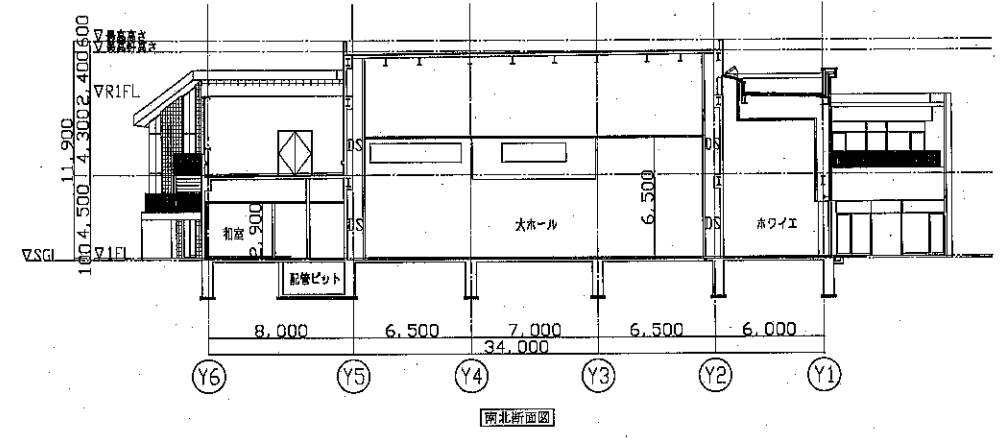 ▽最高高さ
▽最高軒高さ
▽R1FL
600
2,400
4,300
4,500
100
11,900
▽SGL
▽1FL
DS
DS
DS
DS
和室
2,900
大ホール
6,500
ホワイエ
配管ピット
8,000
6,500
7,000
6,500
6,000
34,000
Y6
Y5
Y4
Y3
Y2
Y1
南北断面図